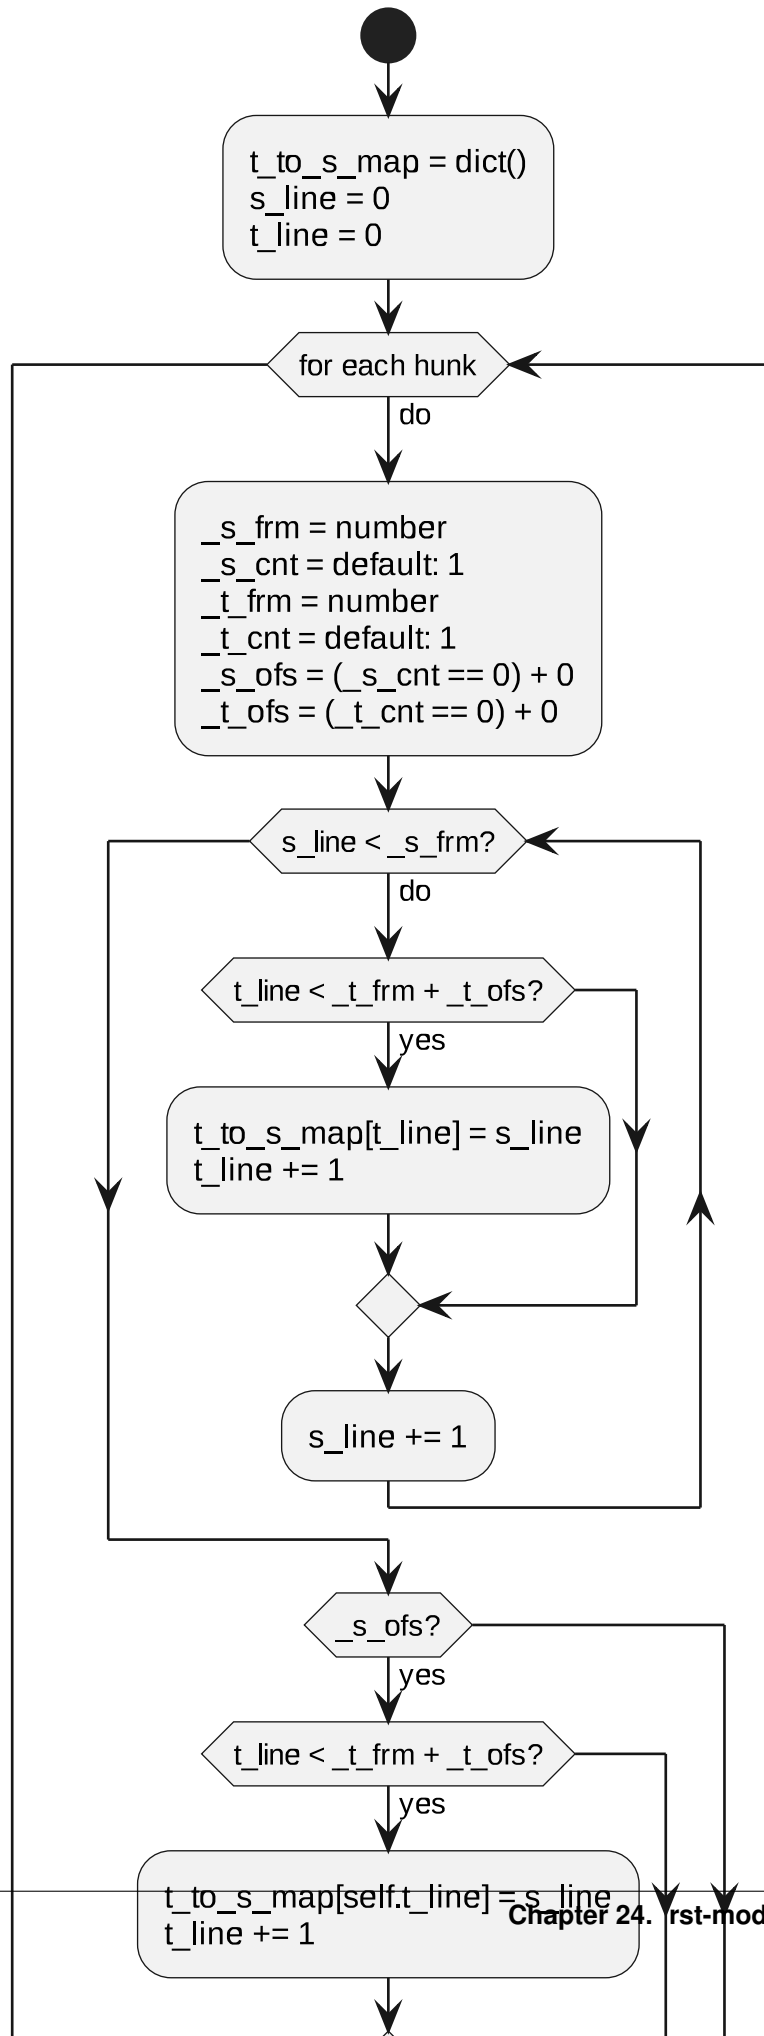 t_to_s_map = dict()
s_line = 0
t_line = 0
for each hunk
do
_s_frm = number
_s_cnt = default: 1
_t_frm = number
_t_cnt = default: 1
_s_ofs = (_s_cnt == 0) + 0
_t_ofs = (_t_cnt == 0) + 0
s_line < _s_frm?
do
t_line < _t_frm + _t_ofs?
yes
t_to_s_map[t_line] = s_line
t_line += 1
s_line += 1
_s_ofs?
yes
t_line < _t_frm + _t_ofs?
yes
t_to_s_map[self.t_line] = s_line
Chapter 24. rst-mod
t_line += 1